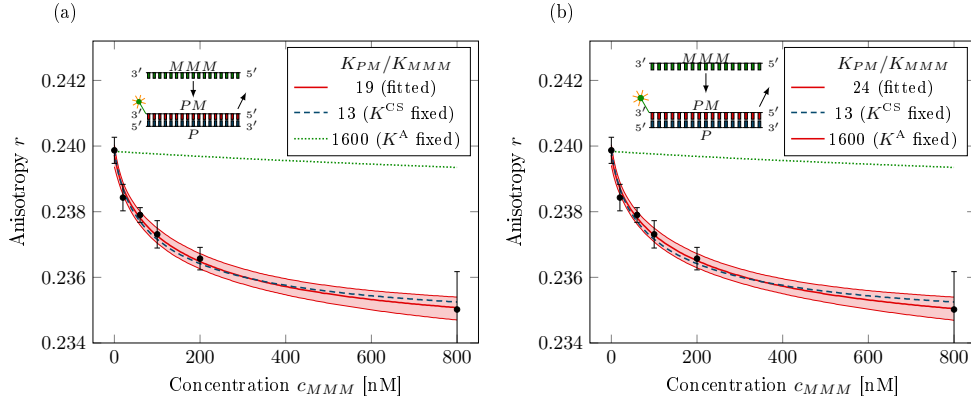 (a)
Anisotropy r
0.242
0.240
0.238
0.236
0.234
0
200
400
600
800
Concentration c_MMM [nM]
MMM
3′ 5′
PM
3′ 5′
5′ 3′
P
K_PM/K_MMM
19 (fitted)
13 (K^CS fixed)
1600 (K^A fixed)
(b)
Anisotropy r
0.242
0.240
0.238
0.236
0.234
0
200
400
600
800
Concentration c_MMM [nM]
MMM
3′ 5′
PM
3′ 5′
5′ 3′
P
K_PM/K_MMM
24 (fitted)
13 (K^CS fixed)
1600 (K^A fixed)